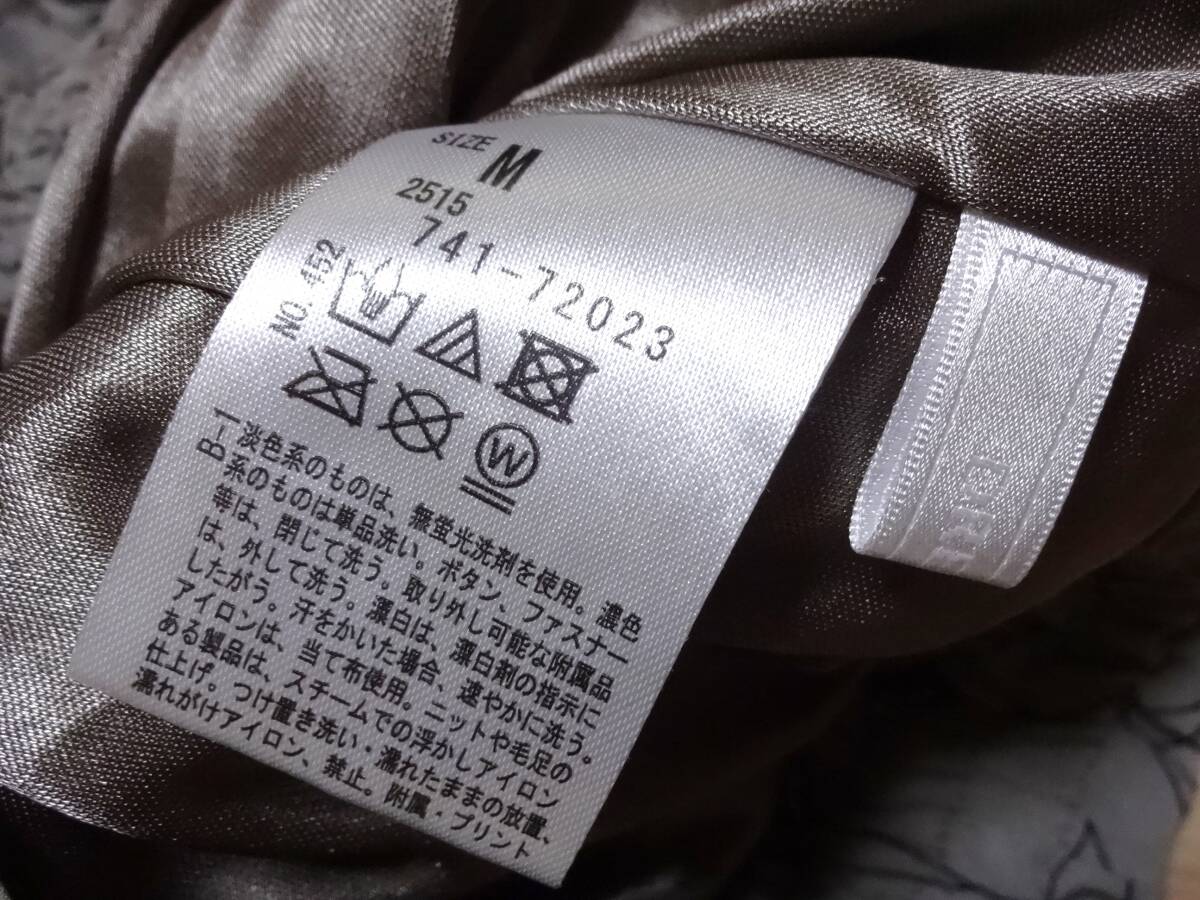 SIZE M
2515
741-72023
NO. 452
W
B-1
淡色系のものは、無蛍光洗剤を使用。濃色
系のものは単品洗い。ボタン、ファスナー
等は、閉じて洗う。取り外し可能な附属品
は、外して洗う。漂白は、漂白剤の指示に
したがう。汗をかいた場合、速やかに洗う。
アイロンは、当て布使用。ニットや毛足の
ある製品は、スチームでの浮かしアイロン
仕上げ。つけ置き洗い・濡れたままの放置、
濡れがけアイロン、禁止。附属・プリント